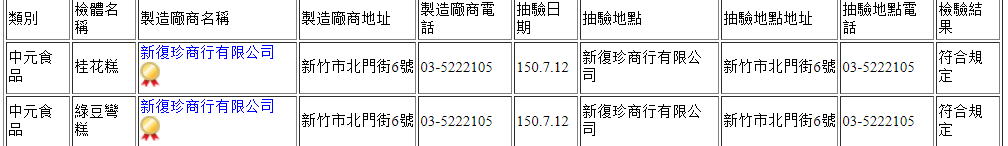 類別 檢體名稱 製造廠商名稱 製造廠商地址 製造廠商電話 抽驗日期 抽驗地點 抽驗地點地址 抽驗地點電話 檢驗結果
中元食品 桂花糕 新復珍商行有限公司 新竹市北門街6號 03-5222105 150.7.12 新復珍商行有限公司 新竹市北門街6號 03-5222105 符合規定
中元食品 綠豆彎糕 新復珍商行有限公司 新竹市北門街6號 03-5222105 150.7.12 新復珍商行有限公司 新竹市北門街6號 03-5222105 符合規定